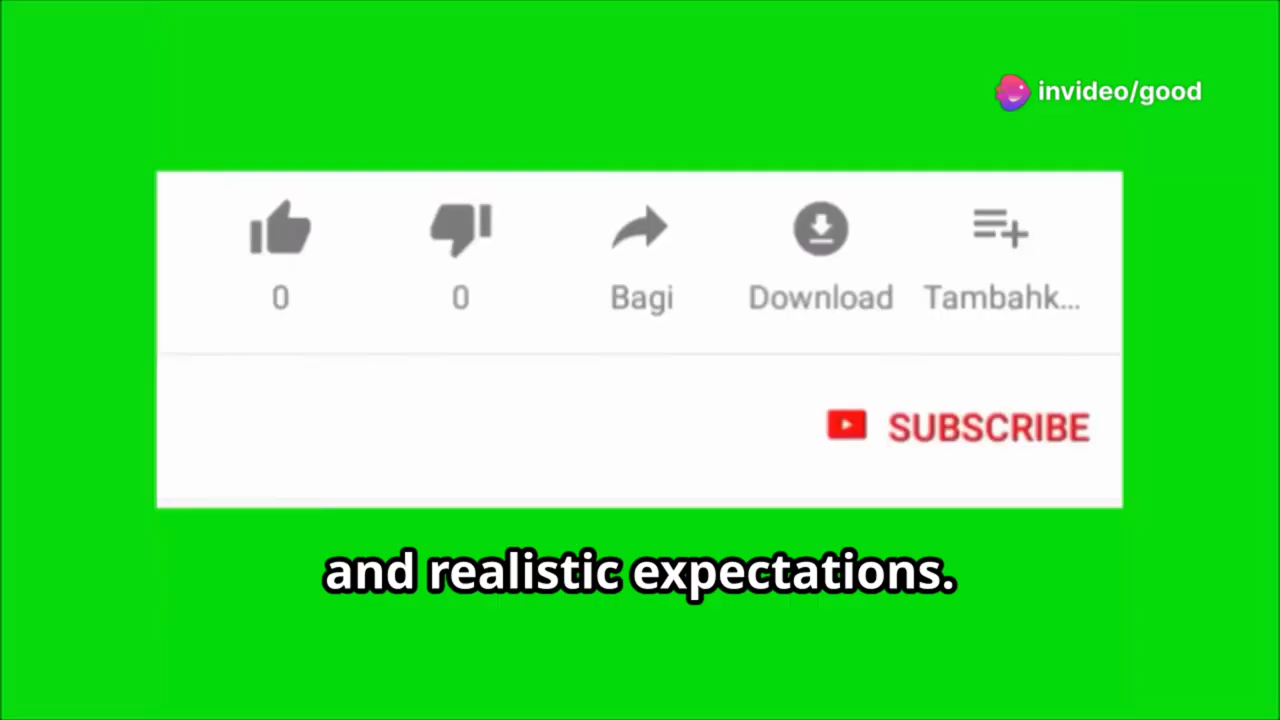 invideo/good
0 0 Bagi Download Tambahk...
SUBSCRIBE
and realistic expectations.